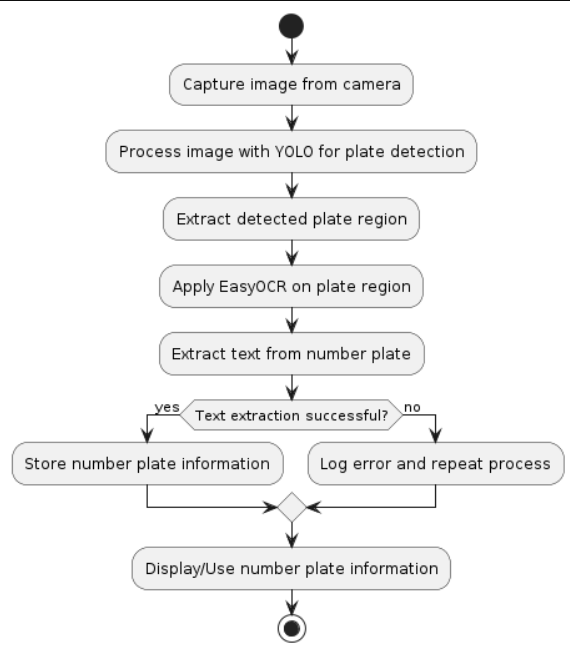 Capture image from camera
Process image with YOLO for plate detection
Extract detected plate region
Apply EasyOCR on plate region
Extract text from number plate
yes
Text extraction successful?
no
Store number plate information
Log error and repeat process
Display/Use number plate information